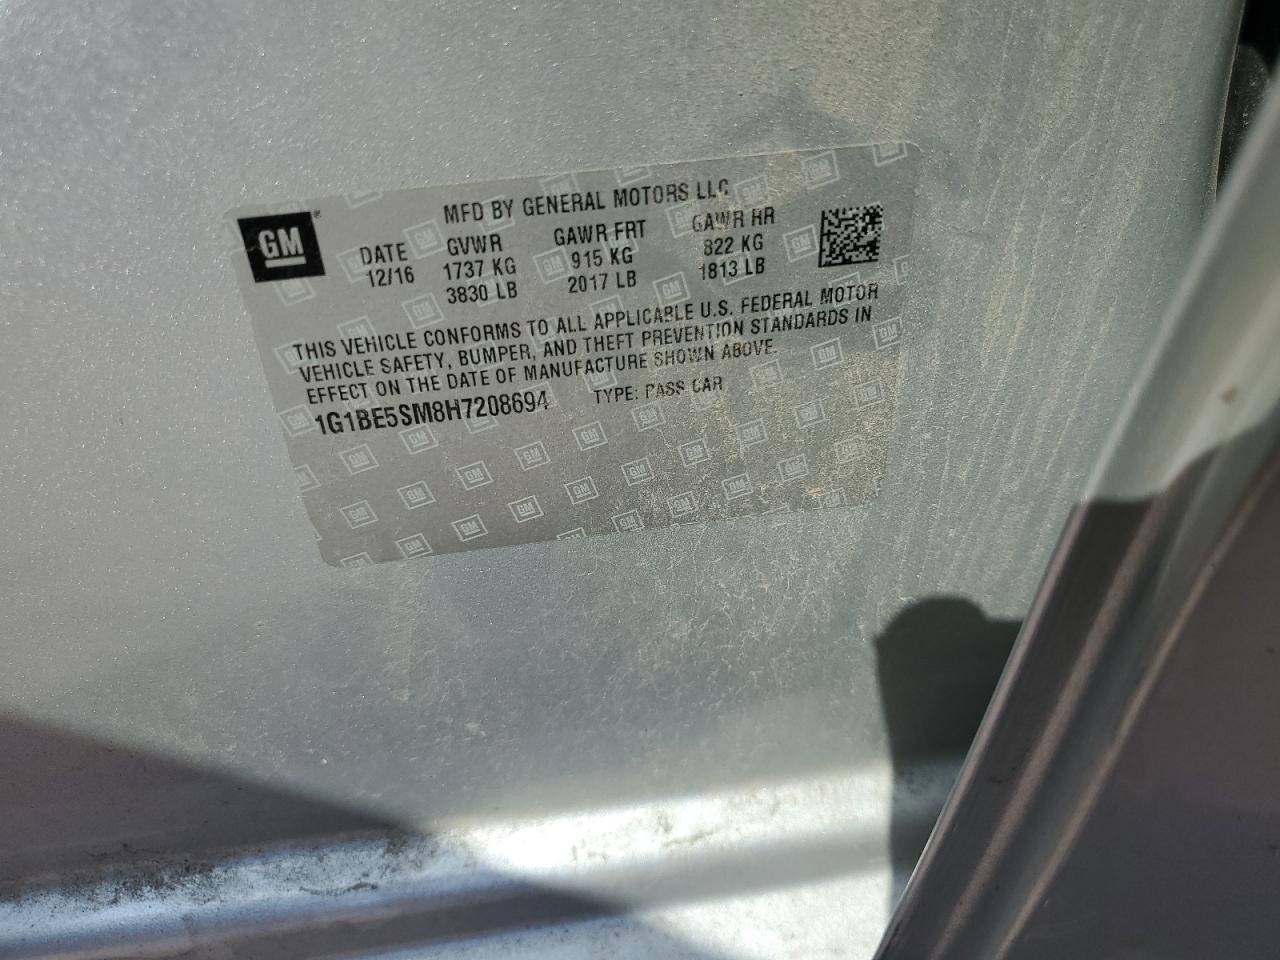 GM
MFD BY GENERAL MOTORS LLC
DATE GVWR GAWR FRT GAWR RR
12/16 1737 KG 915 KG 822 KG
3830 LB 2017 LB 1813 LB
THIS VEHICLE CONFORMS TO ALL APPLICABLE U.S. FEDERAL MOTOR
VEHICLE SAFETY, BUMPER, AND THEFT PREVENTION STANDARDS IN
EFFECT ON THE DATE OF MANUFACTURE SHOWN ABOVE.
1G1BE5SM8H7208694 TYPE: PASS CAR